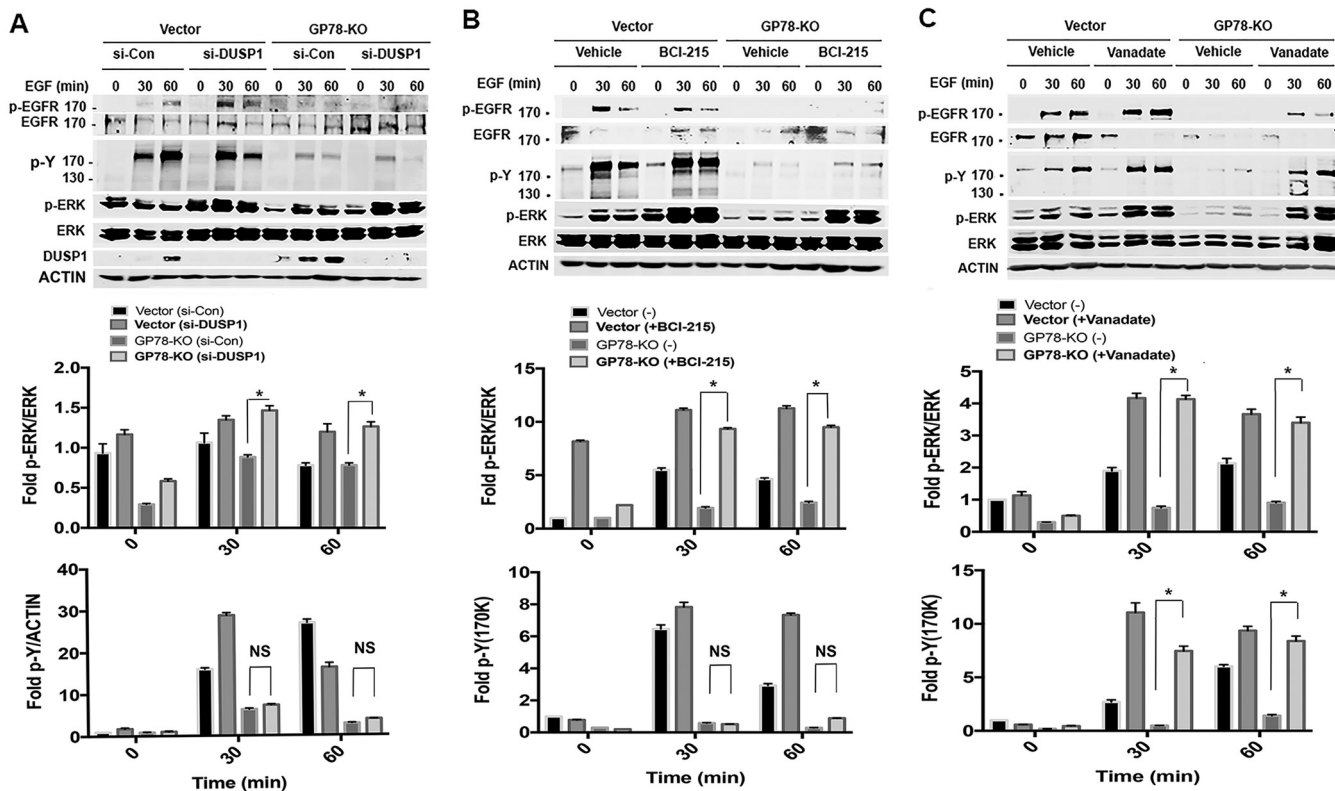 A
Vector GP78-KO
si-Con si-DUSP1 si-Con si-DUSP1
EGF (min) 0 30 60 0 30 60 0 30 60 0 30 60
p-EGFR 170
EGFR 170
p-Y 170
130
p-ERK
ERK
DUSP1
ACTIN
Vector (si-Con)
Vector (si-DUSP1)
GP78-KO (si-Con)
GP78-KO (si-DUSP1)
Fold p-ERK/ERK
2.0
1.5
1.0
0.5
0.0
* *
0 30 60
Fold p-Y/ACTIN
40
30
20
10
0
NS NS
0 30 60
Time (min)
B
Vector GP78-KO
Vehicle BCI-215 Vehicle BCI-215
EGF (min) 0 30 60 0 30 60 0 30 60 0 30 60
p-EGFR 170
EGFR
p-Y 170
130
p-ERK
ERK
ACTIN
Vector (-)
Vector (+BCI-215)
GP78-KO (-)
GP78-KO (+BCI-215)
Fold p-ERK/ERK
15
10
5
0
* *
0 30 60
Fold p-Y(170K)
10
8
6
4
2
0
NS NS
0 30 60
Time (min)
C
Vector GP78-KO
Vehicle Vanadate Vehicle Vanadate
EGF (min) 0 30 60 0 30 60 0 30 60 0 30 60
p-EGFR 170
EGFR
p-Y 170
130
p-ERK
ERK
ACTIN
Vector (-)
Vector (+Vanadate)
GP78-KO (-)
GP78-KO (+Vanadate)
Fold p-ERK/ERK
5
4
3
2
1
0
* *
0 30 60
Fold p-Y(170K)
15
10
5
0
* *
0 30 60
Time (min)